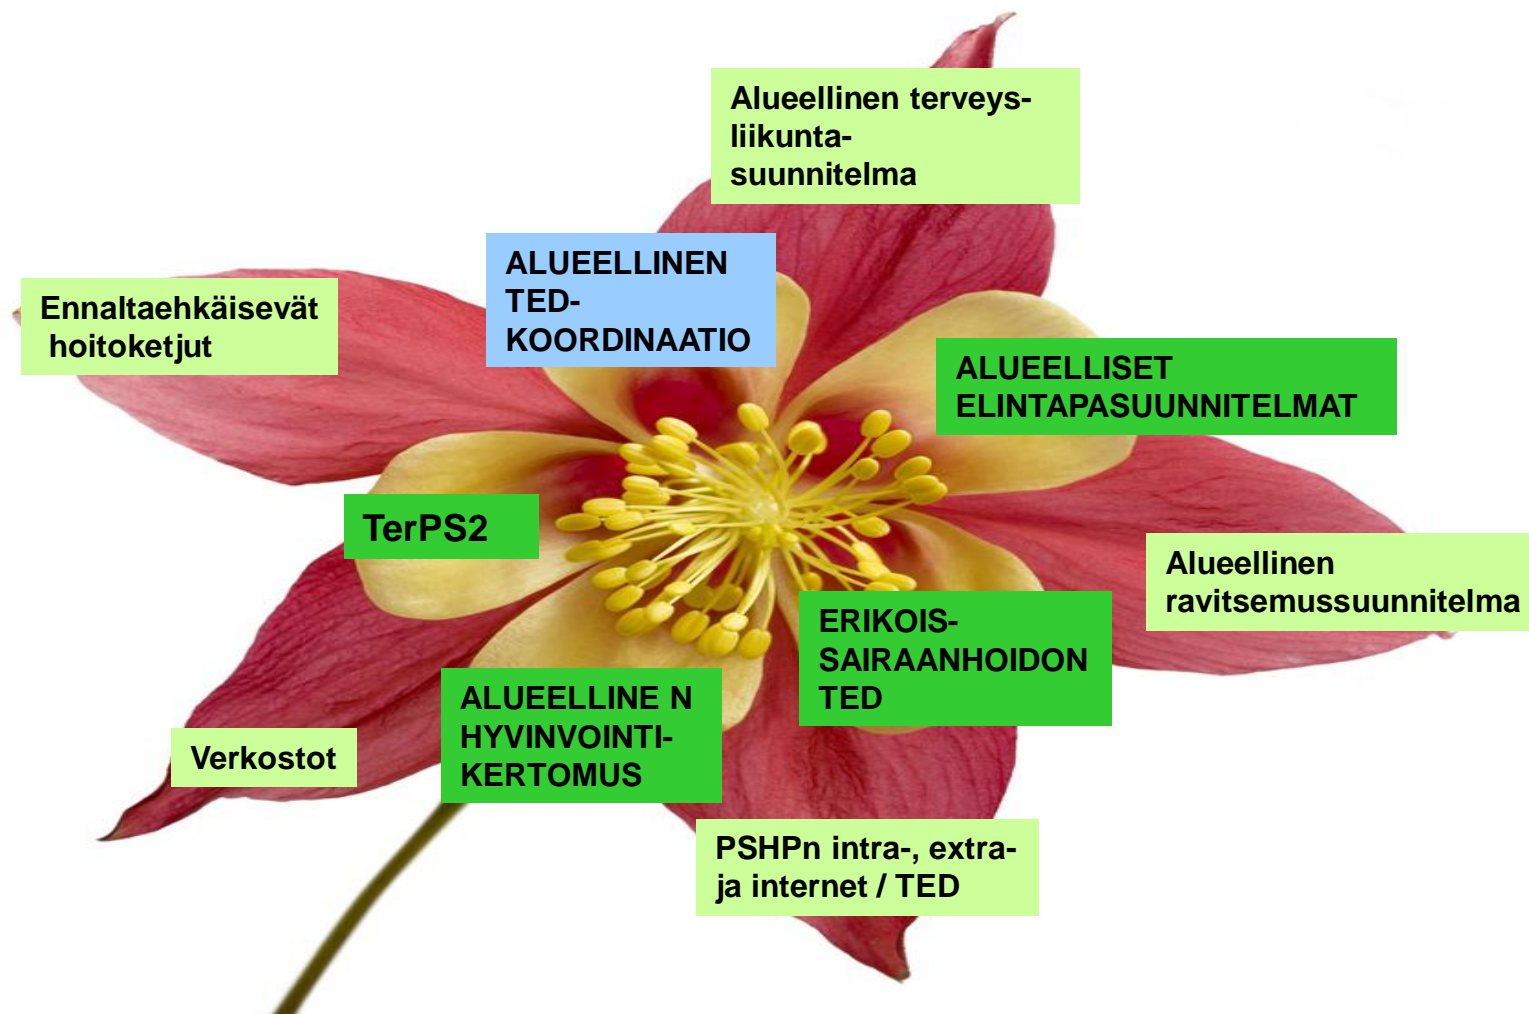 Alueellinen terveys-
liikunta-
suunnitelma
ALUEELLINEN
TED-
KOORDINAATIO
Ennaltaehkäisevät
hoitoketjut
ALUEELLISET
ELINTAPASUUNNITELMAT
TerPS2
Alueellinen
ravitsemussuunnitelma
ERIKOIS-
SAIRAANHOIDON
TED
ALUEELLINE N
HYVINVOINTI-
KERTOMUS
Verkostot
PSHPn intra-, extra-
ja internet / TED